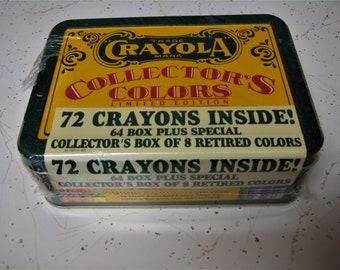 TRADE
CRAYOLA
MARK
COLLECTOR'S
COLORS
LIMITED EDITION
72 CRAYONS INSIDE!
64 BOX PLUS SPECIAL
COLLECTOR'S BOX OF 8 RETIRED COLORS
72 CRAYONS INSIDE!
64 BOX PLUS SPECIAL
COLLECTOR'S BOX OF 8 RETIRED COLORS